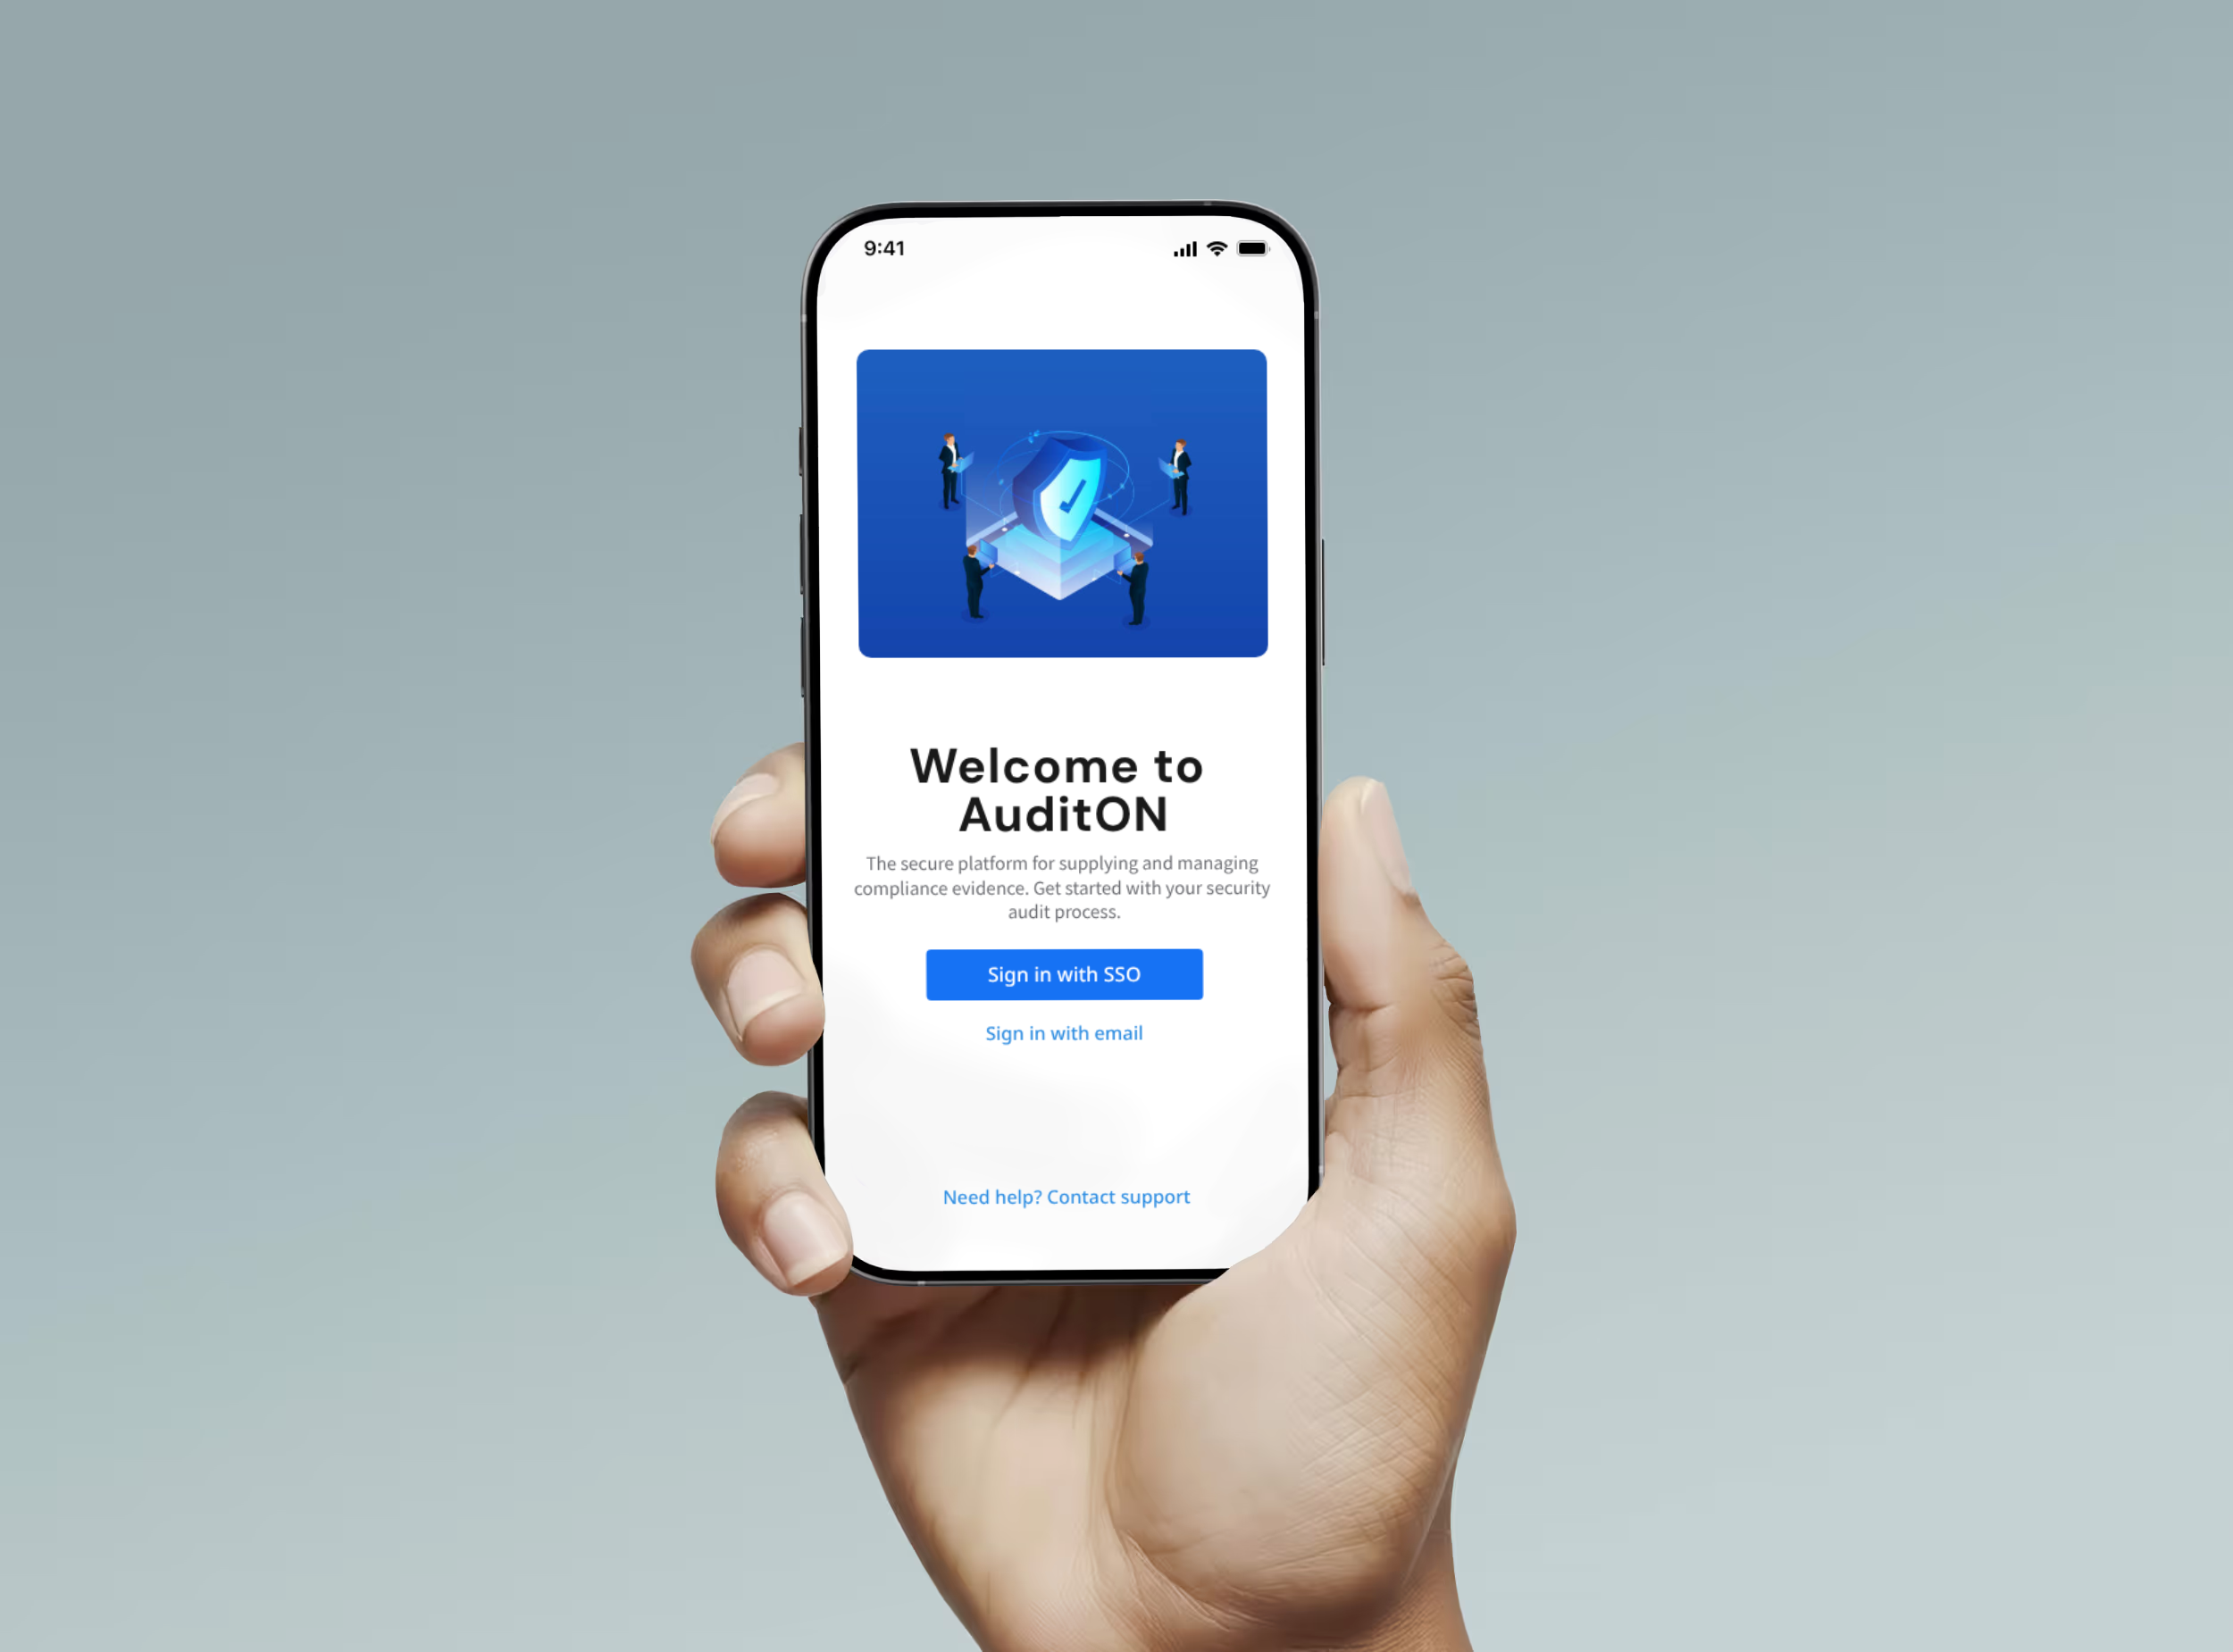 9:41
Welcome to
AuditON
The secure platform for supplying and managing
compliance evidence. Get started with your security
audit process.
Sign in with SSO
Sign in with email
Need help? Contact support